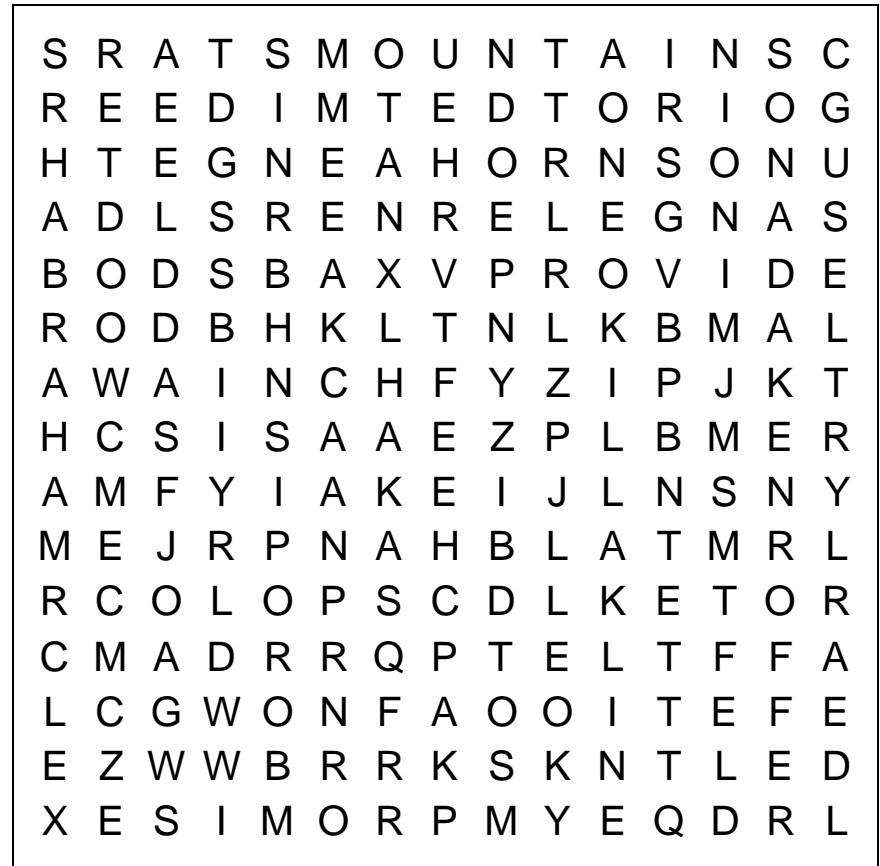 S R A T S M O U N T A I N S C
R E E D I M T E D T O R I O G
H T E G N E A H O R N S O N U
A D L S R E N R E L E G N A S
B O D S B A X V P R O V I D E
R O D B H K L T N L K B M A L
A W A I N C H F Y Z I P J K T
H C S I S A A E Z P L B M E R
A M F Y I A K E I J L N S N Y
M E J R P N A H B L A T M R L
R C O L O P S C D L K E T O R
C M A D R R Q P T E L T F F A
L C G W O N F A O O I T E F E
E Z W W B R R K S K N T L E D
X E S I M O R P M Y E Q D R L